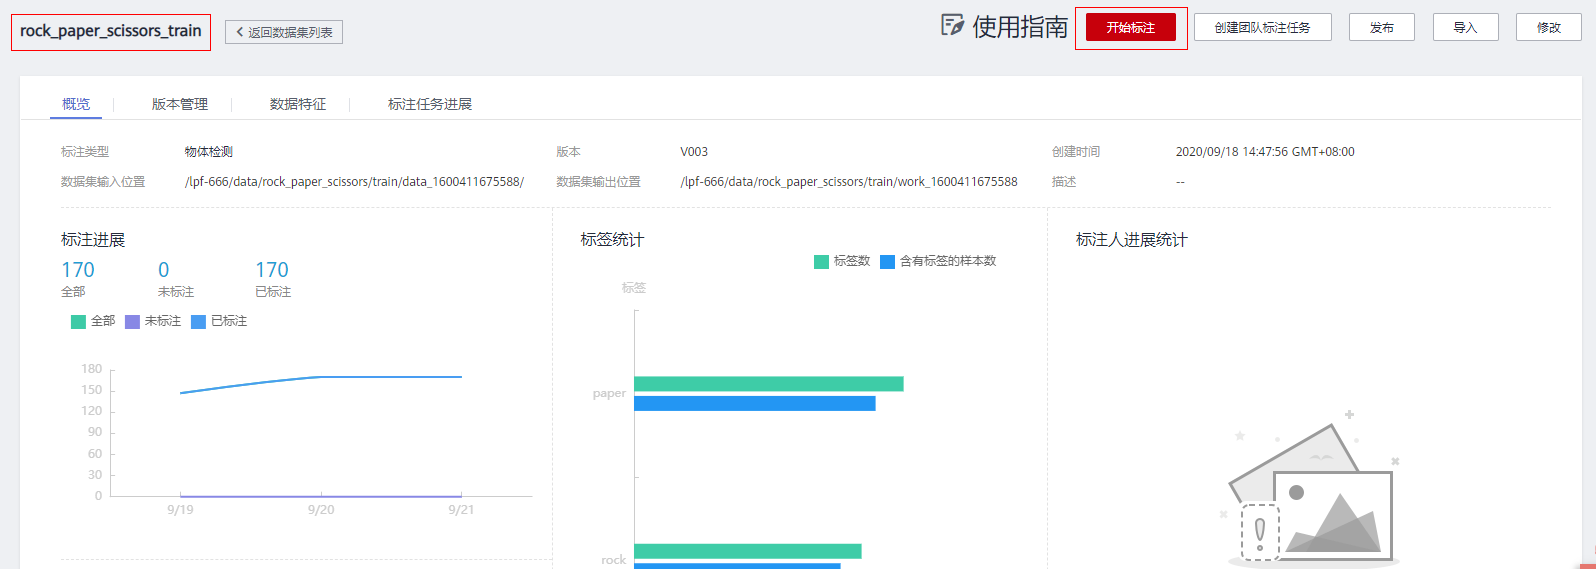 rock_paper_scissors_train
返回数据集列表
使用指南
开始标注
创建团队标注任务
发布
导入
修改
概览
版本管理
数据特征
标注任务进展
标注类型
物体检测
版本
V003
创建时间
2020/09/18 14:47:56 GMT+08:00
数据集输入位置
/lpf-666/data/rock_paper_scissors/train/data_1600411675588/
数据集输出位置
/lpf-666/data/rock_paper_scissors/train/work_1600411675588
描述
--
标注进展
170
0
170
全部
未标注
已标注
全部
未标注
已标注
180
150
120
90
60
30
0
9/19
9/20
9/21
标签统计
标签数
含有标签的样本数
标签
paper
rock
标注人进展统计